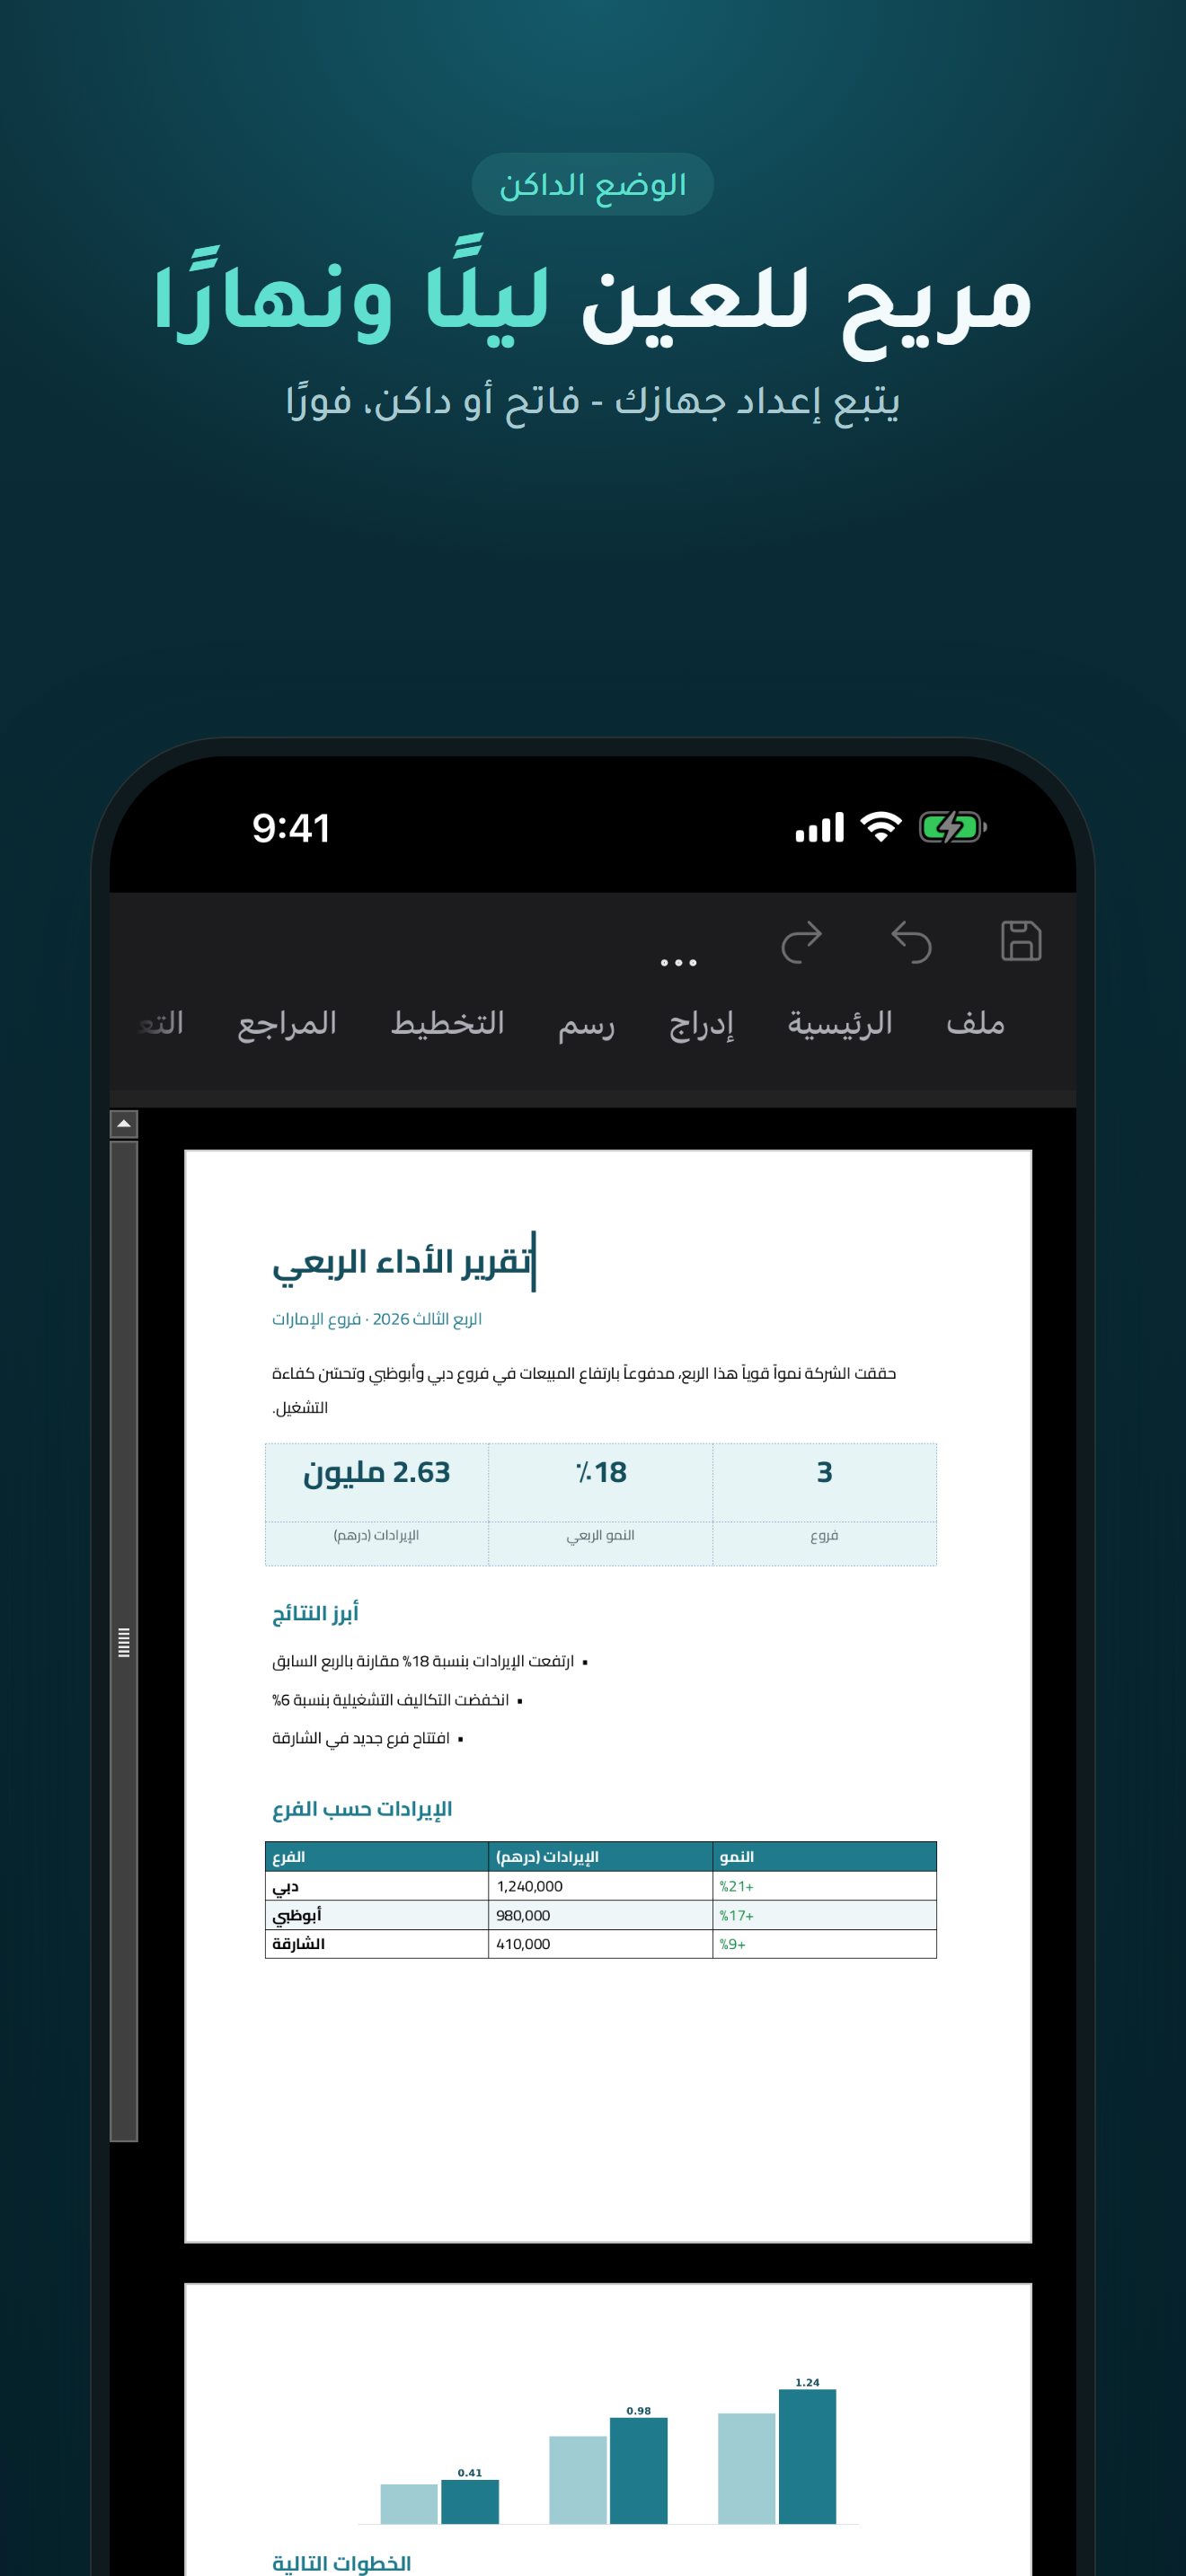 الوضع الداكن
مريح للعين ليلًا ونهارًا
يتبع إعداد جهازك - فاتح أو داكن، فورًا
9:41
ملف الرئيسية إدراج رسم التخطيط المراجع التع
تقرير الأداء الربعي
الربع الثالث 2026 · فروع الإمارات
حققت الشركة نمواً قوياً هذا الربع، مدفوعاً بارتفاع المبيعات في فروع دبي وأبوظبي وتحسّن كفاءة
التشغيل.
3 18٪ 2.63 مليون
فروع النمو الربعي الإيرادات (درهم)
أبرز النتائج
▪ ارتفعت الإيرادات بنسبة 18% مقارنة بالربع السابق
▪ انخفضت التكاليف التشغيلية بنسبة 6%
▪ افتتاح فرع جديد في الشارقة
الإيرادات حسب الفرع
النمو الإيرادات (درهم) الفرع
+21% 1,240,000 دبي
+17% 980,000 أبوظبي
+9% 410,000 الشارقة
1.24
0.98
0.41
الخطوات التالية